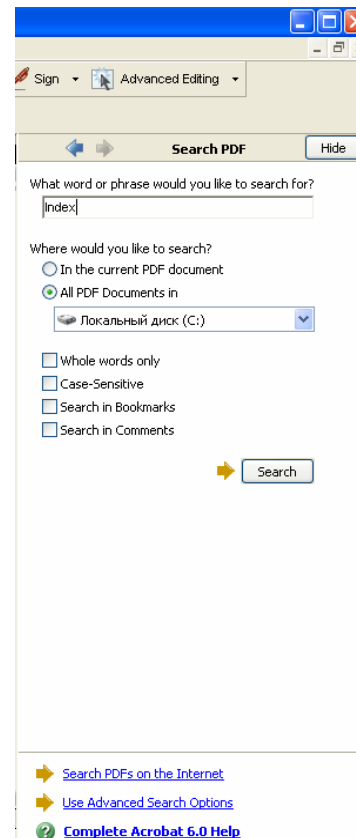 Sign Advanced Editing
Search PDF Hide
What word or phrase would you like to search for?
Index
Where would you like to search?
In the current PDF document
All PDF Documents in
Локальный диск (C:)
Whole words only
Case-Sensitive
Search in Bookmarks
Search in Comments
Search
Search PDFs on the Internet
Use Advanced Search Options
Complete Acrobat 6.0 Help